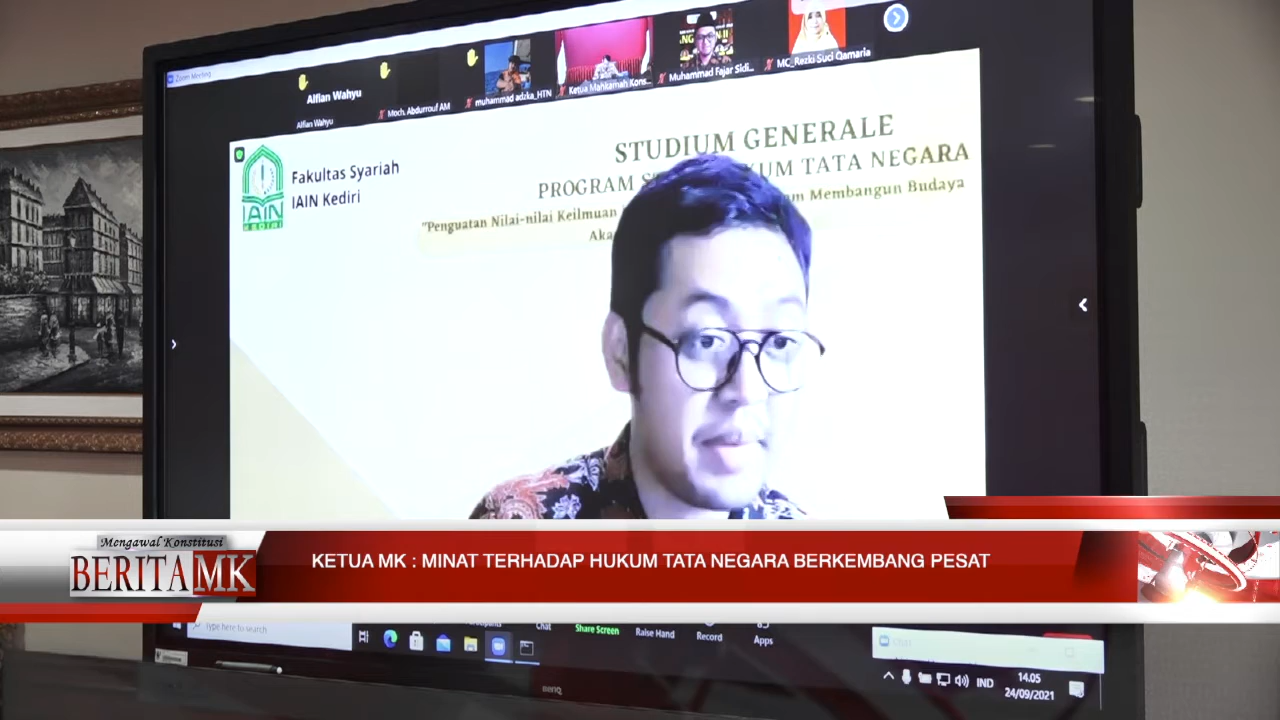 Zoom Meeting
Alfian Wahyu
Alfian Wahyu
Moch. Abdurrouf AM
muhammad adzka_HTN
Ketua Mahkamah Kons...
Muhammad Fajar Sidi...
MC_Rezki Suci Qamaria
Fakultas Syariah
IAIN Kediri
IAIN
KEDIRI
STUDIUM GENERALE
PROGRAM S KUM TATA NEGARA
"Penguatan Nilai-nilai Keilmuan am Membangun Budaya
Aka
Mengawal Konstitusi
BERITAMK
KETUA MK : MINAT TERHADAP HUKUM TATA NEGARA BERKEMBANG PESAT
Type here to search
Chat
Share Screen
Raise Hand
Record
Apps
Chat
IND
14.05
24/09/2021
BenQ